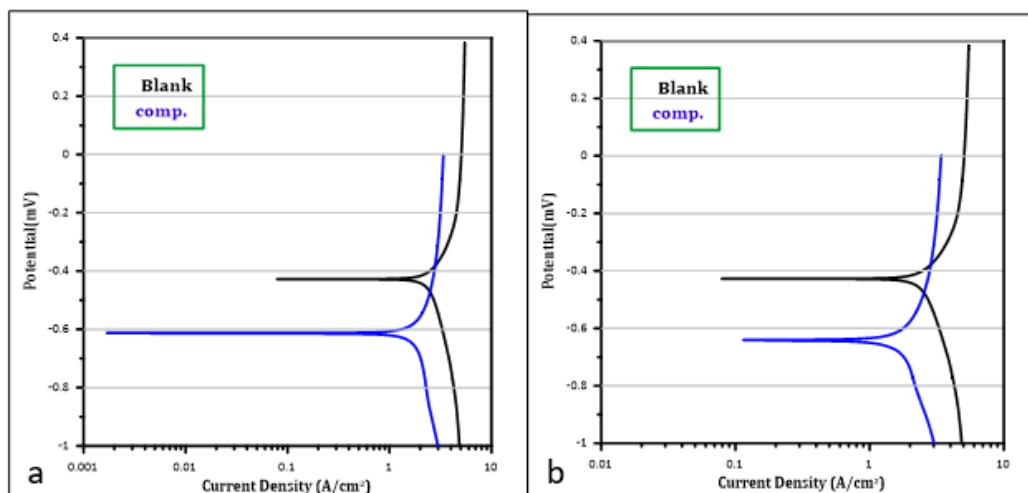 0.4
0.2
0
-0.2
-0.4
-0.6
-0.8
-1
Potential(mV)
Blank
comp.
0.001
0.01
0.1
1
10
Current Density (A/cm²)
a
0.4
0.2
0
-0.2
-0.4
-0.6
-0.8
-1
Potential(mV)
Blank
comp.
0.01
0.1
1
10
Current Density (A/cm²)
b